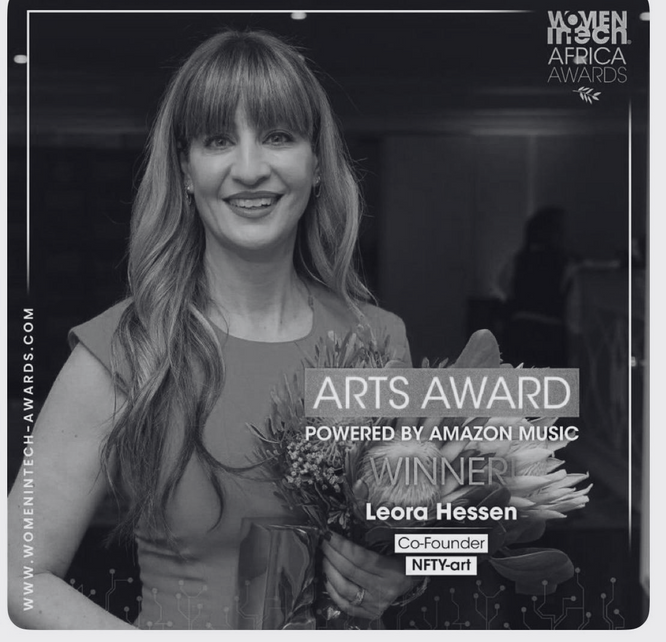 WOMEN
IN TECH®
AFRICA
AWARDS
WWW.WOMENINTECH-AWARDS.COM
ARTS AWARD
POWERED BY AMAZON MUSIC
WINNER
Leora Hessen
Co-Founder
NFTY-art